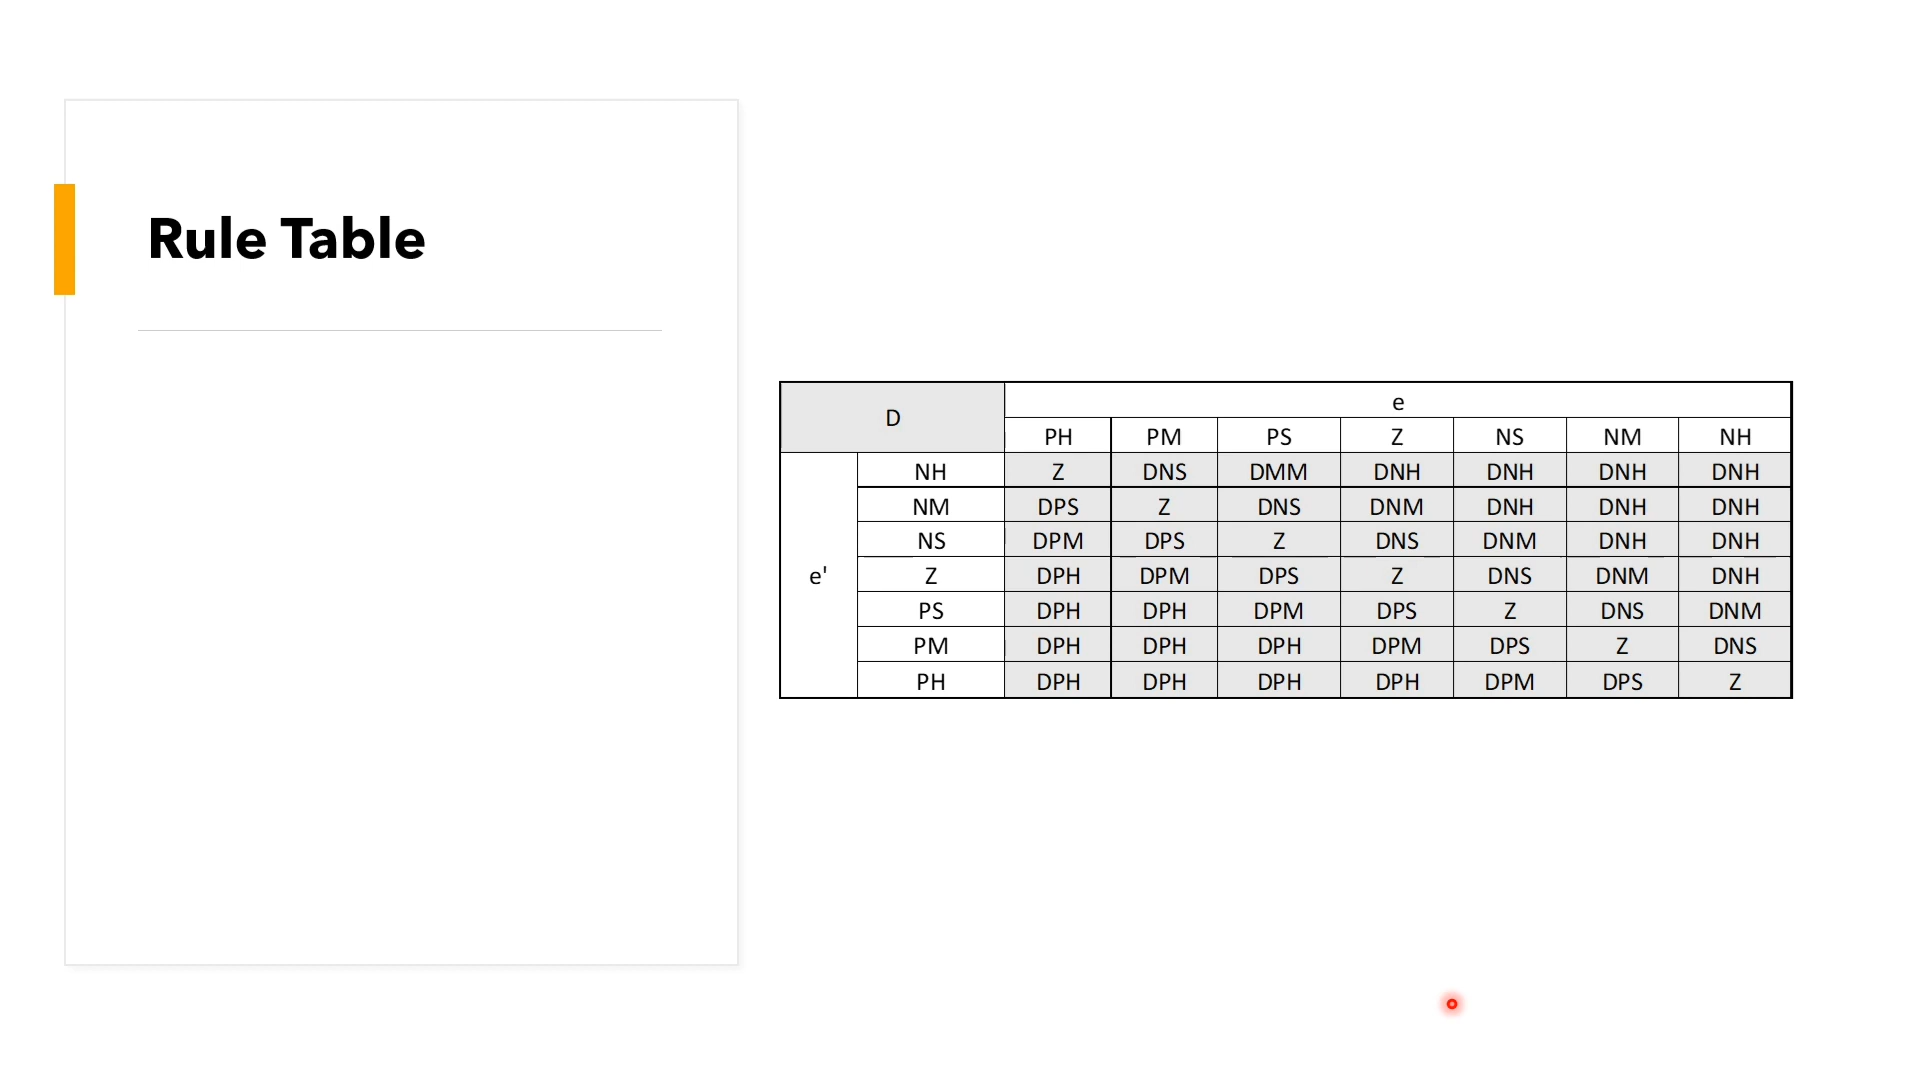 Rule Table
D e
PH PM PS Z NS NM NH
e' NH Z DNS DMM DNH DNH DNH DNH
NM DPS Z DNS DNM DNH DNH DNH
NS DPM DPS Z DNS DNM DNH DNH
Z DPH DPM DPS Z DNS DNM DNH
PS DPH DPH DPM DPS Z DNS DNM
PM DPH DPH DPH DPM DPS Z DNS
PH DPH DPH DPH DPH DPM DPS Z